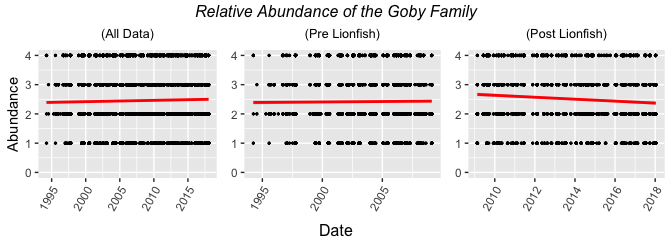 Relative Abundance of the Goby Family
(All Data) (Pre Lionfish) (Post Lionfish)
Abundance
4 3 2 1 0
1995 2000 2005 2010 2015
4 3 2 1 0
1995 2000 2005
4 3 2 1 0
2010 2012 2014 2016 2018
Date